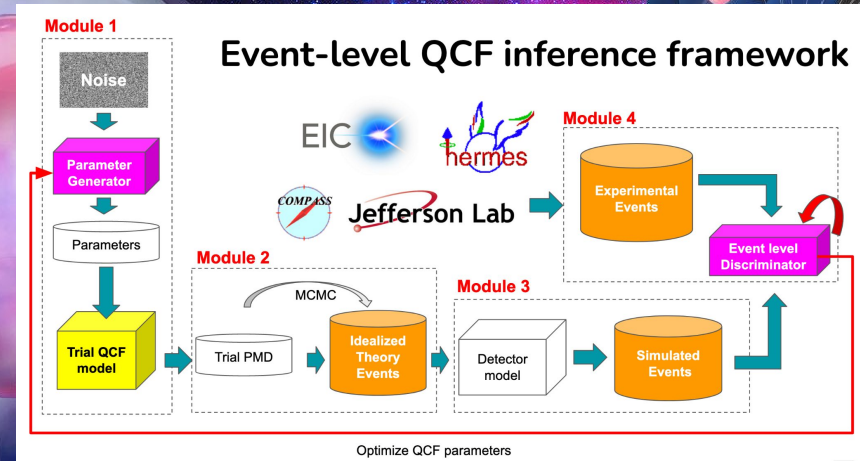 Module 1
Event-level QCF inference framework
Noise
Parameter
Generator
Parameters
Trial QCF
model
EIC
hermes
COMPASS
Jefferson Lab
Module 2
MCMC
Trial PMD
Idealized
Theory
Events
Module 3
Detector
model
Simulated
Events
Module 4
Experimental
Events
Event level
Discriminator
Optimize QCF parameters